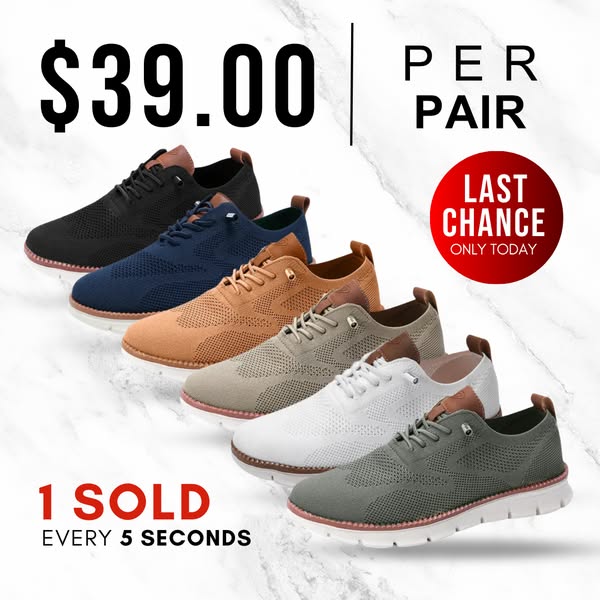 $39.00
PER
PAIR
LAST
CHANCE
ONLY TODAY
1 SOLD
EVERY 5 SECONDS